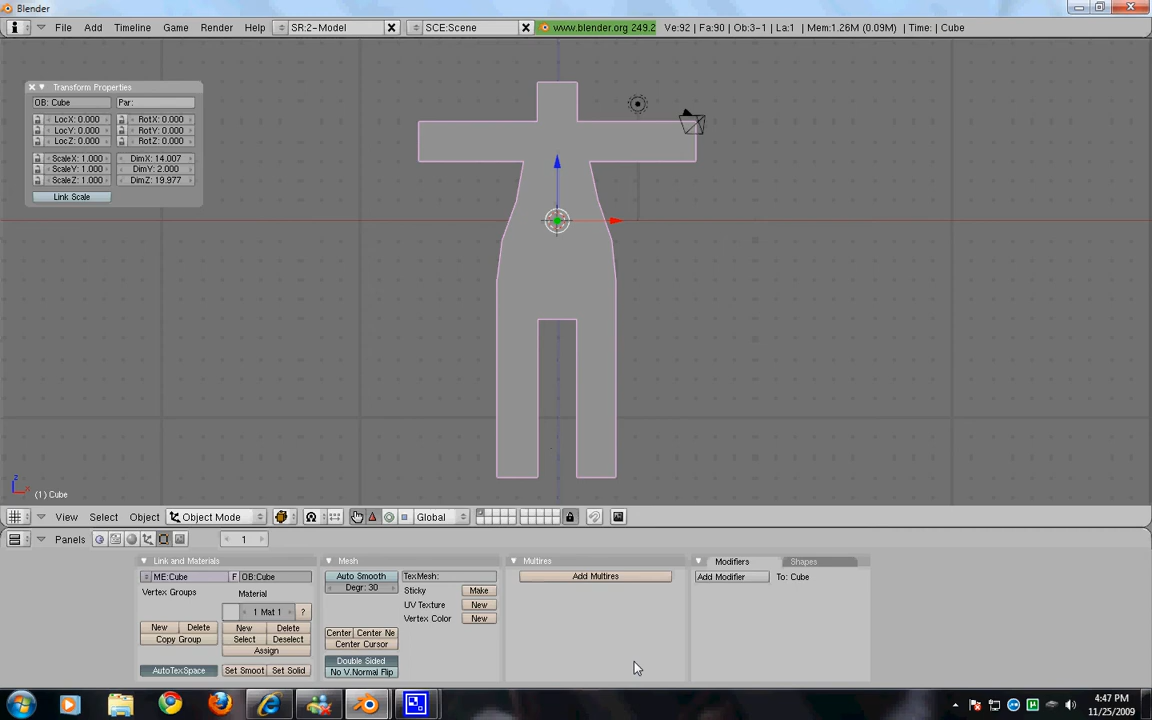 Blender
File Add Timeline Game Render Help SR:2-Model SCE:Scene www.blender.org 249.2 Ve:92 | Fa:90 | Ob:3-1 | La:1 | Mem:1.26M (0.09M) | Time: | Cube
Transform Properties
OB: Cube Par:
LocX: 0.000 RotX: 0.000
LocY: 0.000 RotY: 0.000
LocZ: 0.000 RotZ: 0.000
ScaleX: 1.000 DimX: 14.007
ScaleY: 1.000 DimY: 2.000
ScaleZ: 1.000 DimZ: 19.977
Link Scale
z
x
(1) Cube
View Select Object Object Mode Global
Panels 1
Link and Materials Mesh Multires Modifiers Shapes
ME:Cube F OB:Cube Auto Smooth TexMesh: Add Multires Add Modifier To: Cube
Degr: 30
Vertex Groups Material Sticky Make
UV Texture New
1 Mat 1 ? Vertex Color New
New Delete New Delete Center Center Ne
Copy Group Select Deselect Center Cursor
Assign
Double Sided
AutoTexSpace Set Smoot Set Solid No V.Normal Flip
4:47 PM
11/25/2009